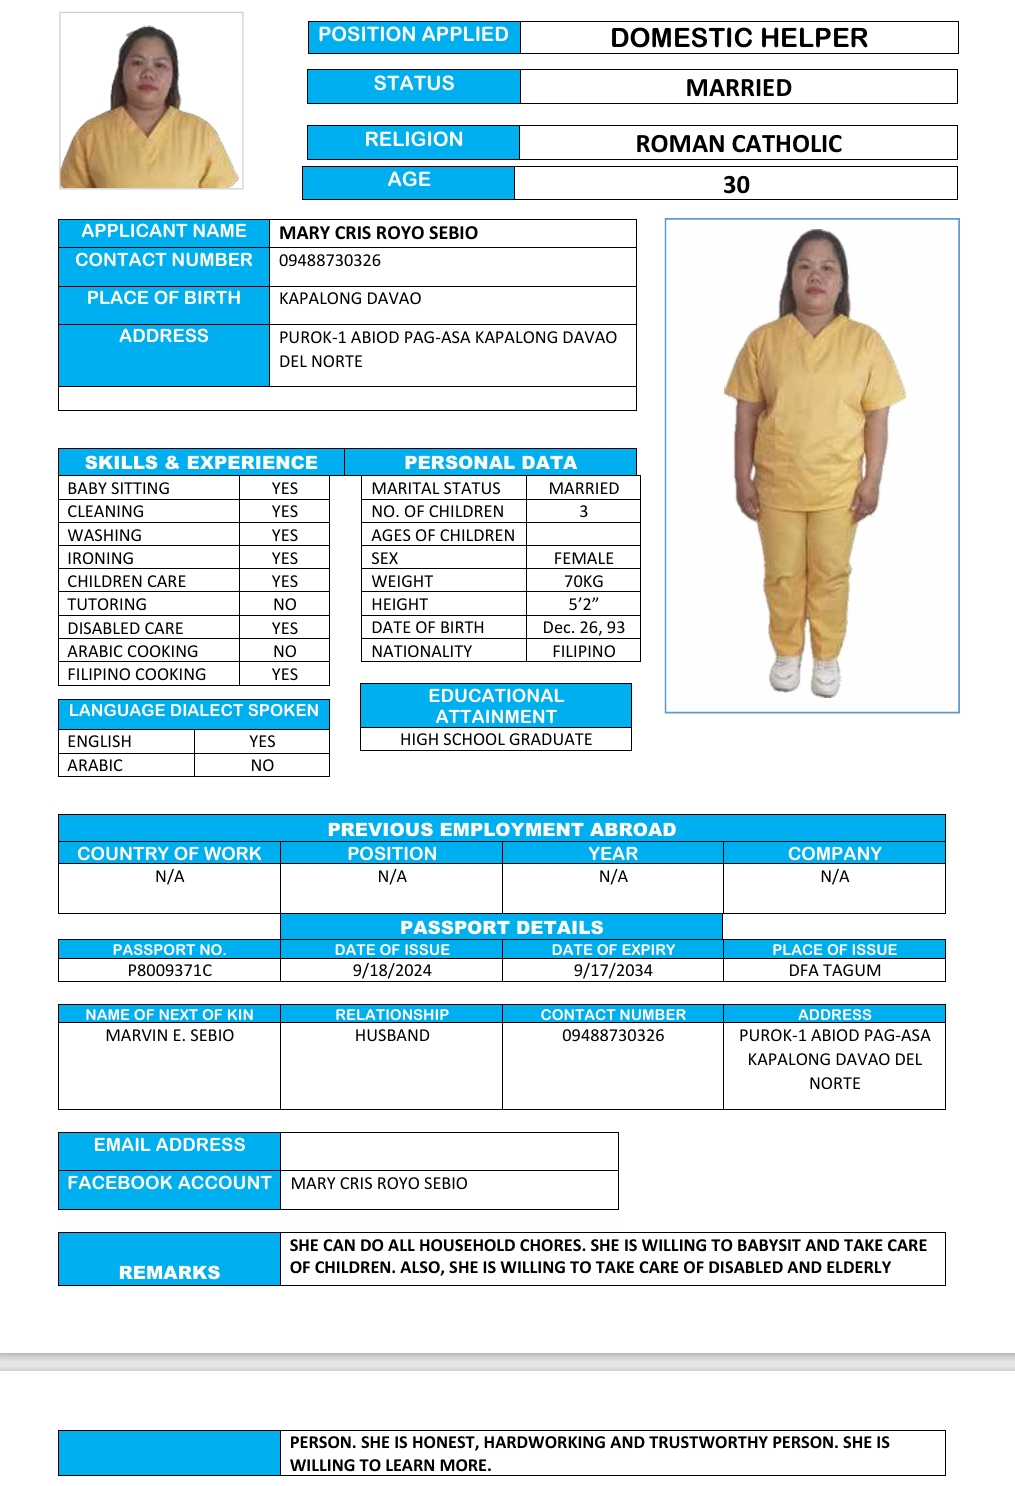 POSITION APPLIED DOMESTIC HELPER
STATUS MARRIED
RELIGION ROMAN CATHOLIC
AGE 30
APPLICANT NAME MARY CRIS ROYO SEBIO
CONTACT NUMBER 09488730326
PLACE OF BIRTH KAPALONG DAVAO
ADDRESS PUROK-1 ABIOD PAG-ASA KAPALONG DAVAO
DEL NORTE
SKILLS & EXPERIENCE PERSONAL DATA
BABY SITTING YES MARITAL STATUS MARRIED
CLEANING YES NO. OF CHILDREN 3
WASHING YES AGES OF CHILDREN
IRONING YES SEX FEMALE
CHILDREN CARE YES WEIGHT 70KG
TUTORING NO HEIGHT 5’2”
DISABLED CARE YES DATE OF BIRTH Dec. 26, 93
ARABIC COOKING NO NATIONALITY FILIPINO
FILIPINO COOKING YES
LANGUAGE DIALECT SPOKEN
ENGLISH YES
ARABIC NO
EDUCATIONAL
ATTAINMENT
HIGH SCHOOL GRADUATE
PREVIOUS EMPLOYMENT ABROAD
COUNTRY OF WORK POSITION YEAR COMPANY
N/A N/A N/A N/A
PASSPORT DETAILS
PASSPORT NO. DATE OF ISSUE DATE OF EXPIRY PLACE OF ISSUE
P8009371C 9/18/2024 9/17/2034 DFA TAGUM
NAME OF NEXT OF KIN RELATIONSHIP CONTACT NUMBER ADDRESS
MARVIN E. SEBIO HUSBAND 09488730326 PUROK-1 ABIOD PAG-ASA
KAPALONG DAVAO DEL
NORTE
EMAIL ADDRESS
FACEBOOK ACCOUNT MARY CRIS ROYO SEBIO
REMARKS
SHE CAN DO ALL HOUSEHOLD CHORES. SHE IS WILLING TO BABYSIT AND TAKE CARE
OF CHILDREN. ALSO, SHE IS WILLING TO TAKE CARE OF DISABLED AND ELDERLY
PERSON. SHE IS HONEST, HARDWORKING AND TRUSTWORTHY PERSON. SHE IS
WILLING TO LEARN MORE.